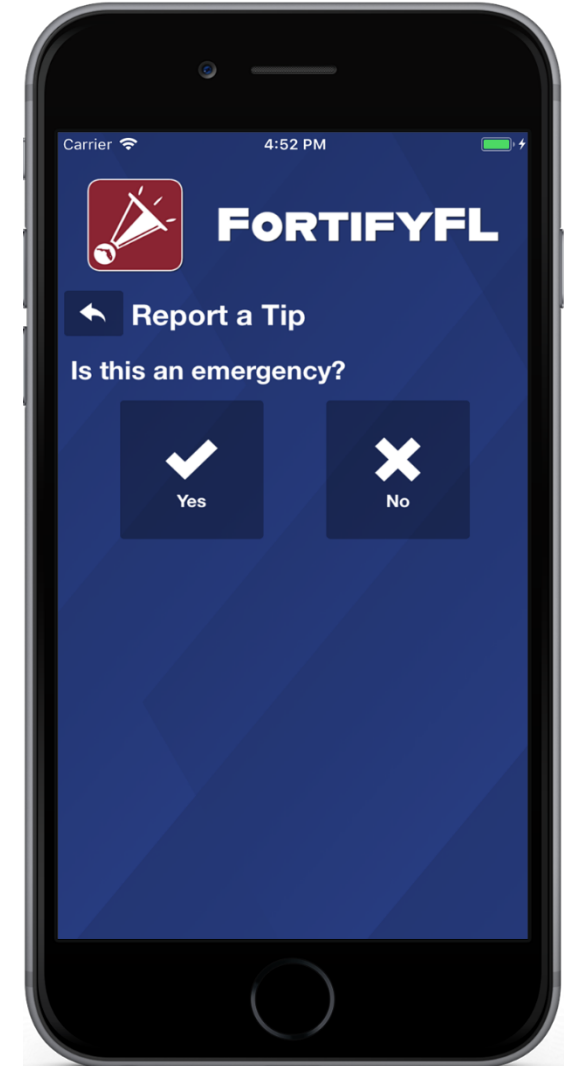 Carrier 4:52 PM
FORTIFYFL
Report a Tip
Is this an emergency?
Yes No